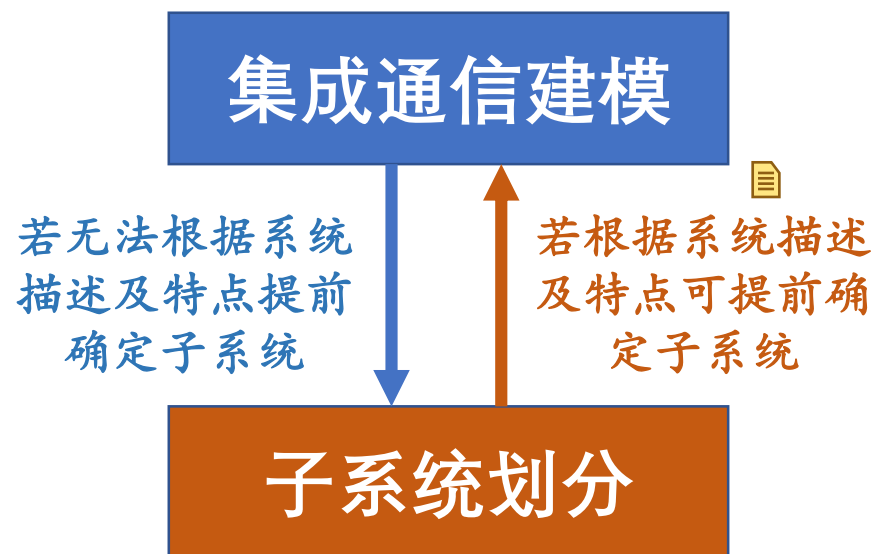 集成通信建模
若无法根据系统
描述及特点提前
确定子系统
若根据系统描述
及特点可提前确
定子系统
子系统划分